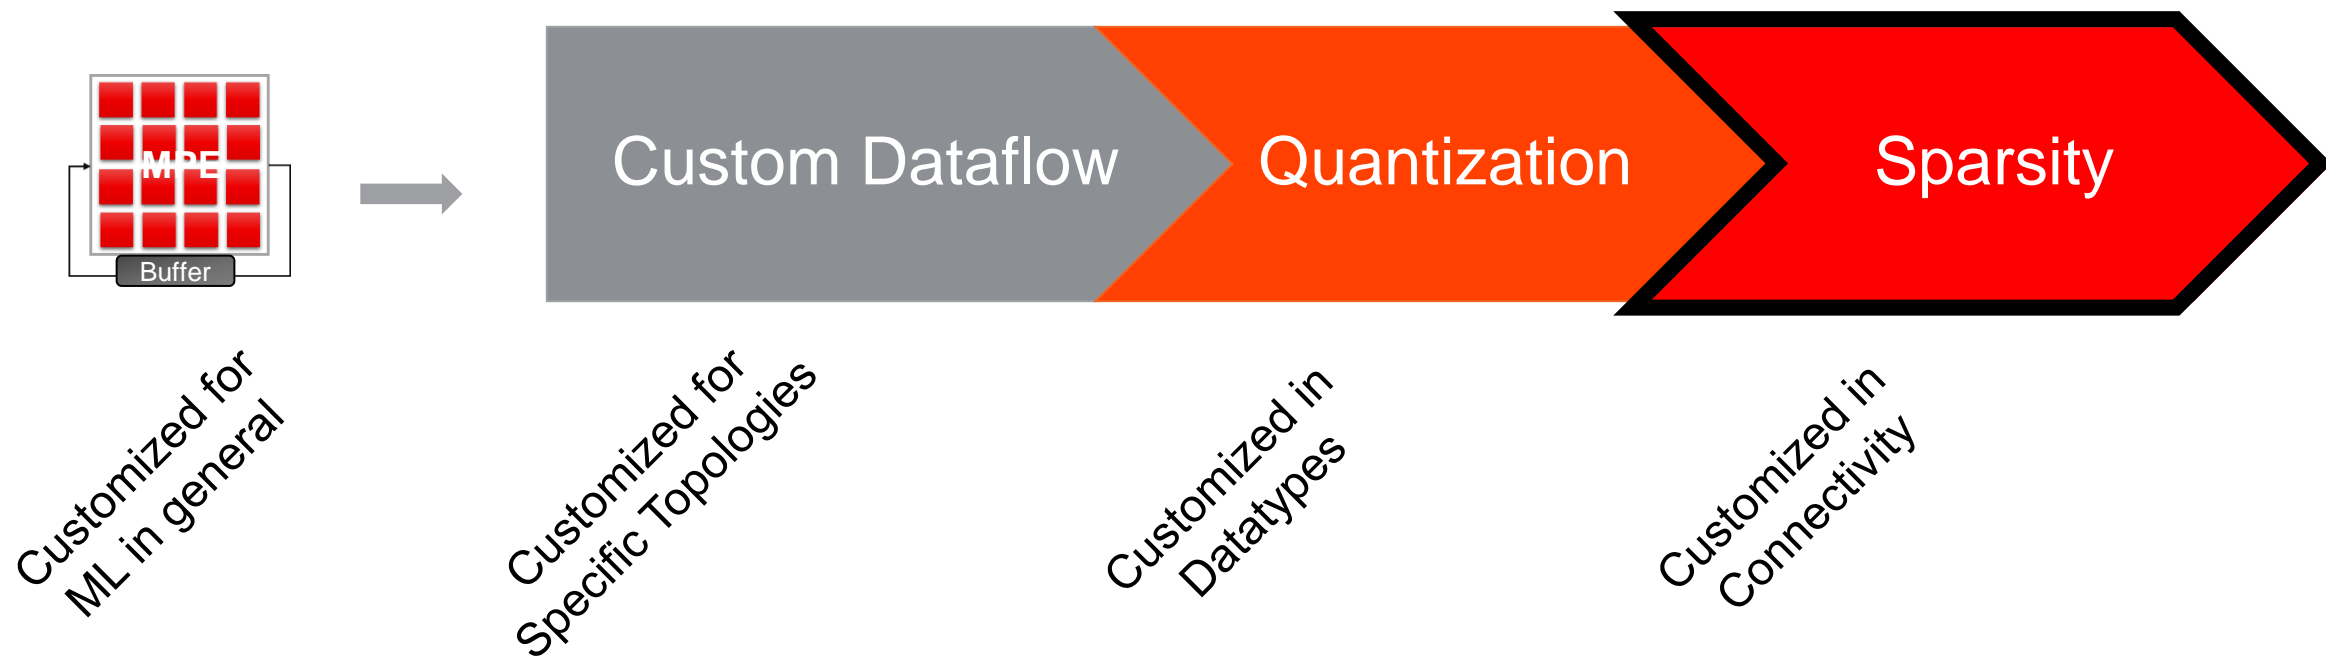 MPE
Buffer
Custom Dataflow
Quantization
Sparsity
Customized for
ML in general
Customized for
Specific Topologies
Customized in
Datatypes
Customized in
Connectivity